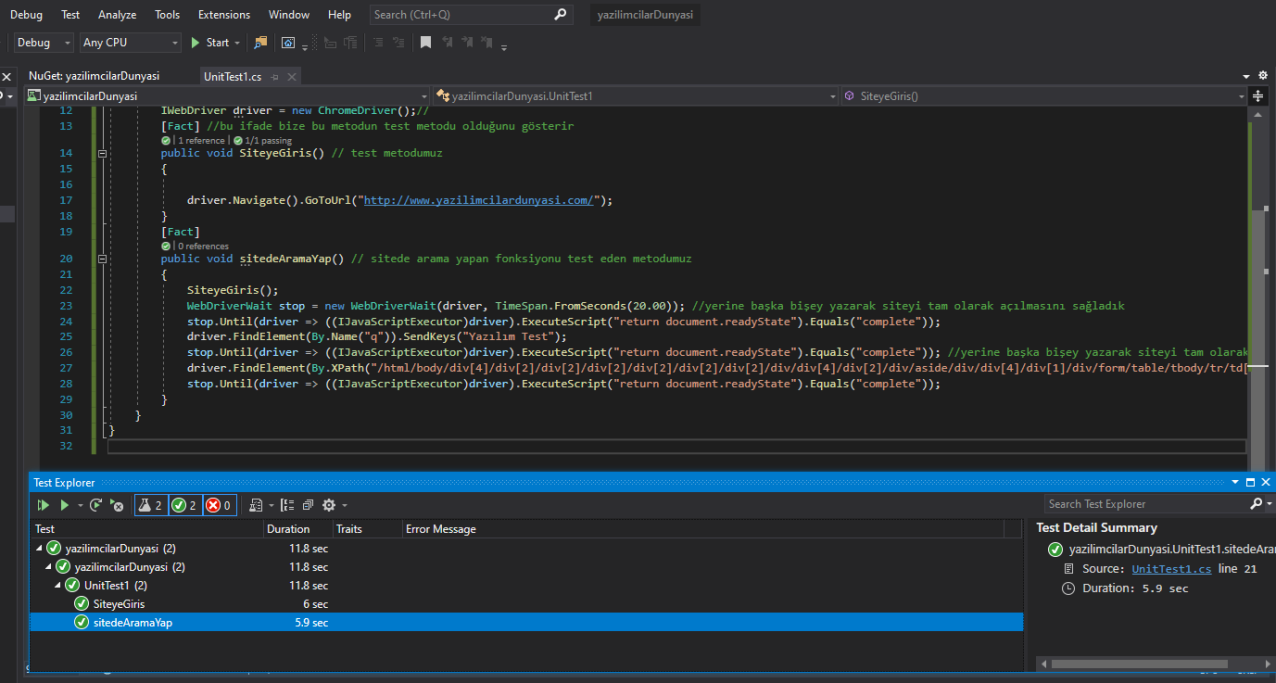 Debug Test Analyze Tools Extensions Window Help Search (Ctrl+Q) yazilimcilarDunyasi
Debug Any CPU Start
NuGet: yazilimcilarDunyasi UnitTest1.cs
yazilimcilarDunyasi yazilimcilarDunyasi.UnitTest1 SiteyeGiris()
12 IWebDriver driver = new ChromeDriver();//
13 [Fact] //bu ifade bize bu metodun test metodu olduğunu gösterir
| 1 reference | 1/1 passing
14 public void SiteyeGiris() // test metodumuz
15 {
16
17 driver.Navigate().GoToUrl("http://www.yazilimcilardunyasi.com/");
18 }
19 [Fact]
| 0 references
20 public void sitedeAramaYap() // sitede arama yapan fonksiyonu test eden metodumuz
21 {
22 SiteyeGiris();
23 WebDriverWait stop = new WebDriverWait(driver, TimeSpan.FromSeconds(20.00)); //yerine başka bişey yazarak siteyi tam olarak açılmasını sağladık
24 stop.Until(driver => ((IJavaScriptExecutor)driver).ExecuteScript("return document.readyState").Equals("complete"));
25 driver.FindElement(By.Name("q")).SendKeys("Yazılım Test");
26 stop.Until(driver => ((IJavaScriptExecutor)driver).ExecuteScript("return document.readyState").Equals("complete")); //yerine başka bişey yazarak siteyi tam olarak
27 driver.FindElement(By.XPath("/html/body/div[4]/div[2]/div[2]/div[2]/div[2]/div[2]/div/div[4]/div[2]/div/aside/div/div[4]/div[1]/div/form/table/tbody/tr/td[
28 stop.Until(driver => ((IJavaScriptExecutor)driver).ExecuteScript("return document.readyState").Equals("complete"));
29 }
30 }
31 }
32
Test Explorer
2 2 0 Search Test Explorer
Test Duration Traits Error Message
yazilimcilarDunyasi (2) 11.8 sec
yazilimcilarDunyasi (2) 11.8 sec
UnitTest1 (2) 11.8 sec
SiteyeGiris 6 sec
sitedeAramaYap 5.9 sec
Test Detail Summary
yazilimcilarDunyasi.UnitTest1.sitedeAra
Source: UnitTest1.cs line 21
Duration: 5.9 sec